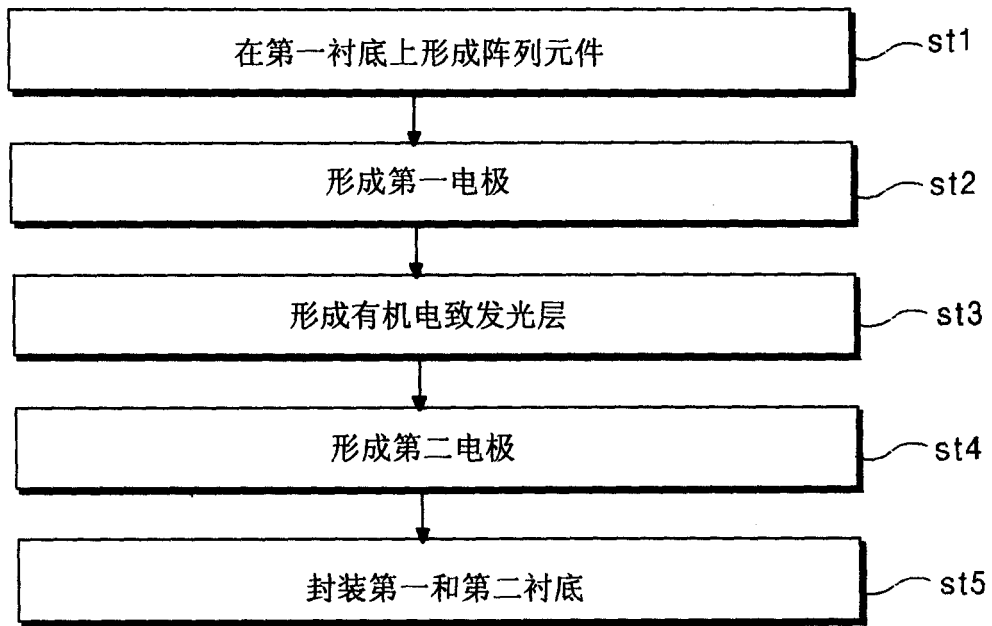 在第一衬底上形成阵列元件
st1
形成第一电极
st2
形成有机电致发光层
st3
形成第二电极
st4
封装第一和第二衬底
st5